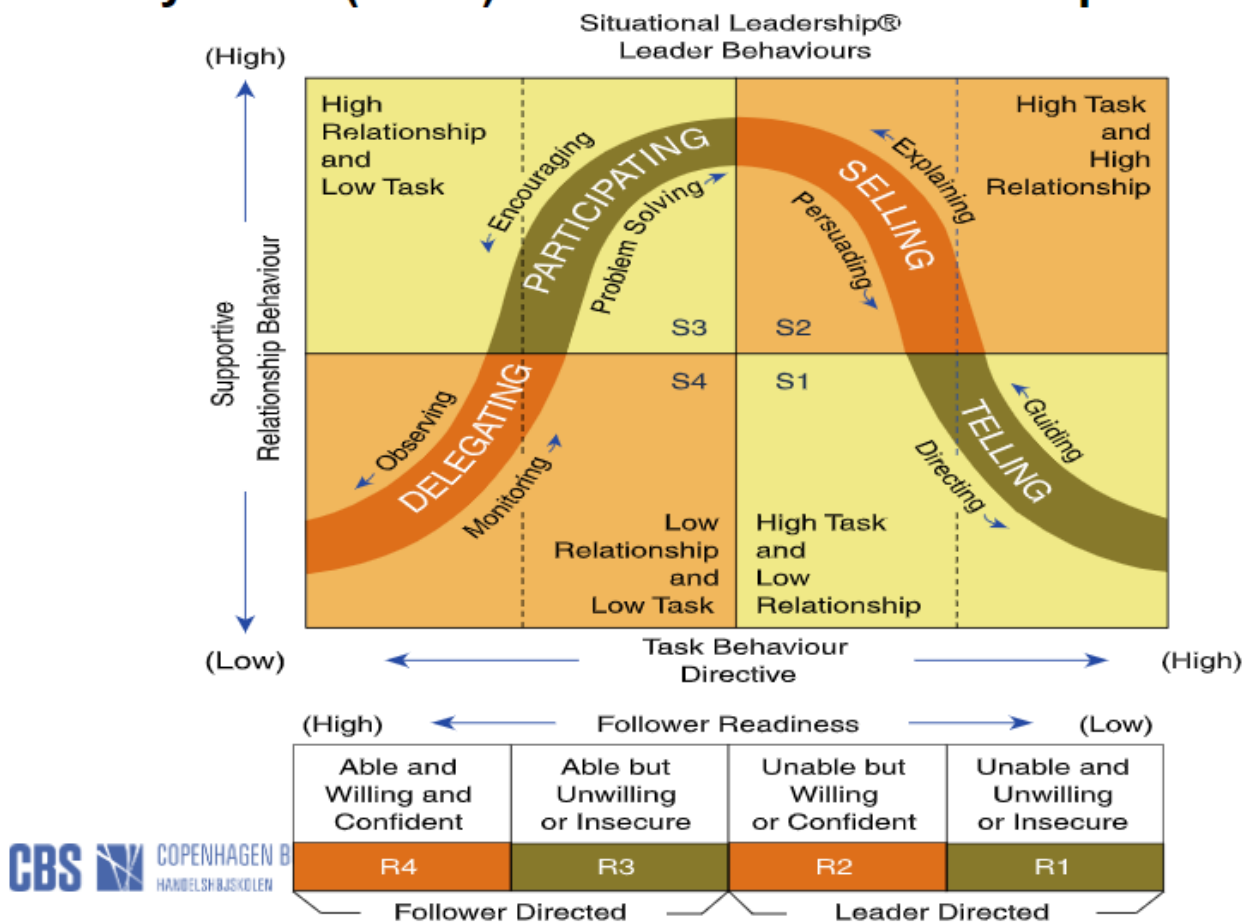 Situational Leadership®
Leader Behaviours
(High)
High
Relationship
and
Low Task
High Task
and
High
Relationship
Encouraging
PARTICIPATING
Problem Solving
Explaining
SELLING
Persuading
S3
S2
Supportive
Relationship Behaviour
S4
S1
Observing
DELEGATING
Monitoring
Guiding
TELLING
Directing
Low
Relationship
and
Low Task
High Task
and
Low
Relationship
(Low)
Task Behaviour
Directive
(High)
(High)
Follower Readiness
(Low)
Able and
Willing and
Confident
Able but
Unwilling
or Insecure
Unable but
Willing
or Confident
Unable and
Unwilling
or Insecure
R4
R3
R2
R1
CBS
COPENHAGEN B
HANDELSHØJSKOLEN
Follower Directed
Leader Directed